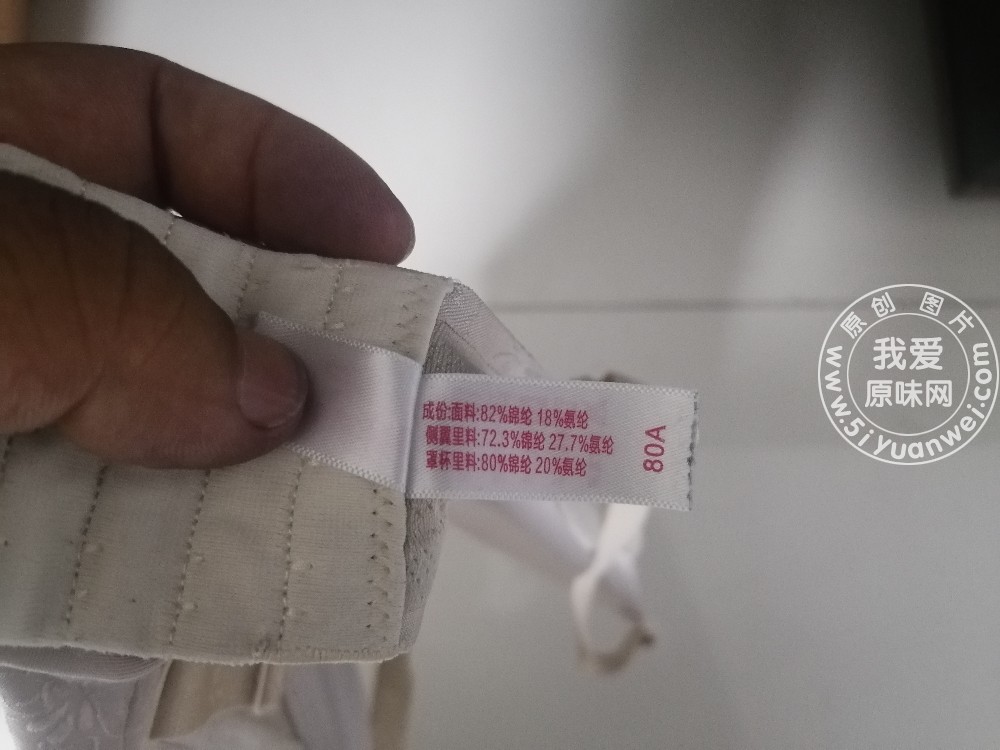 成份:面料:82%锦纶 18%氨纶
侧翼里料:72.3%锦纶 27.7%氨纶
罩杯里料:80%锦纶 20%氨纶
80A
原创图片
我爱
原味网
www.5iyuanwei.com